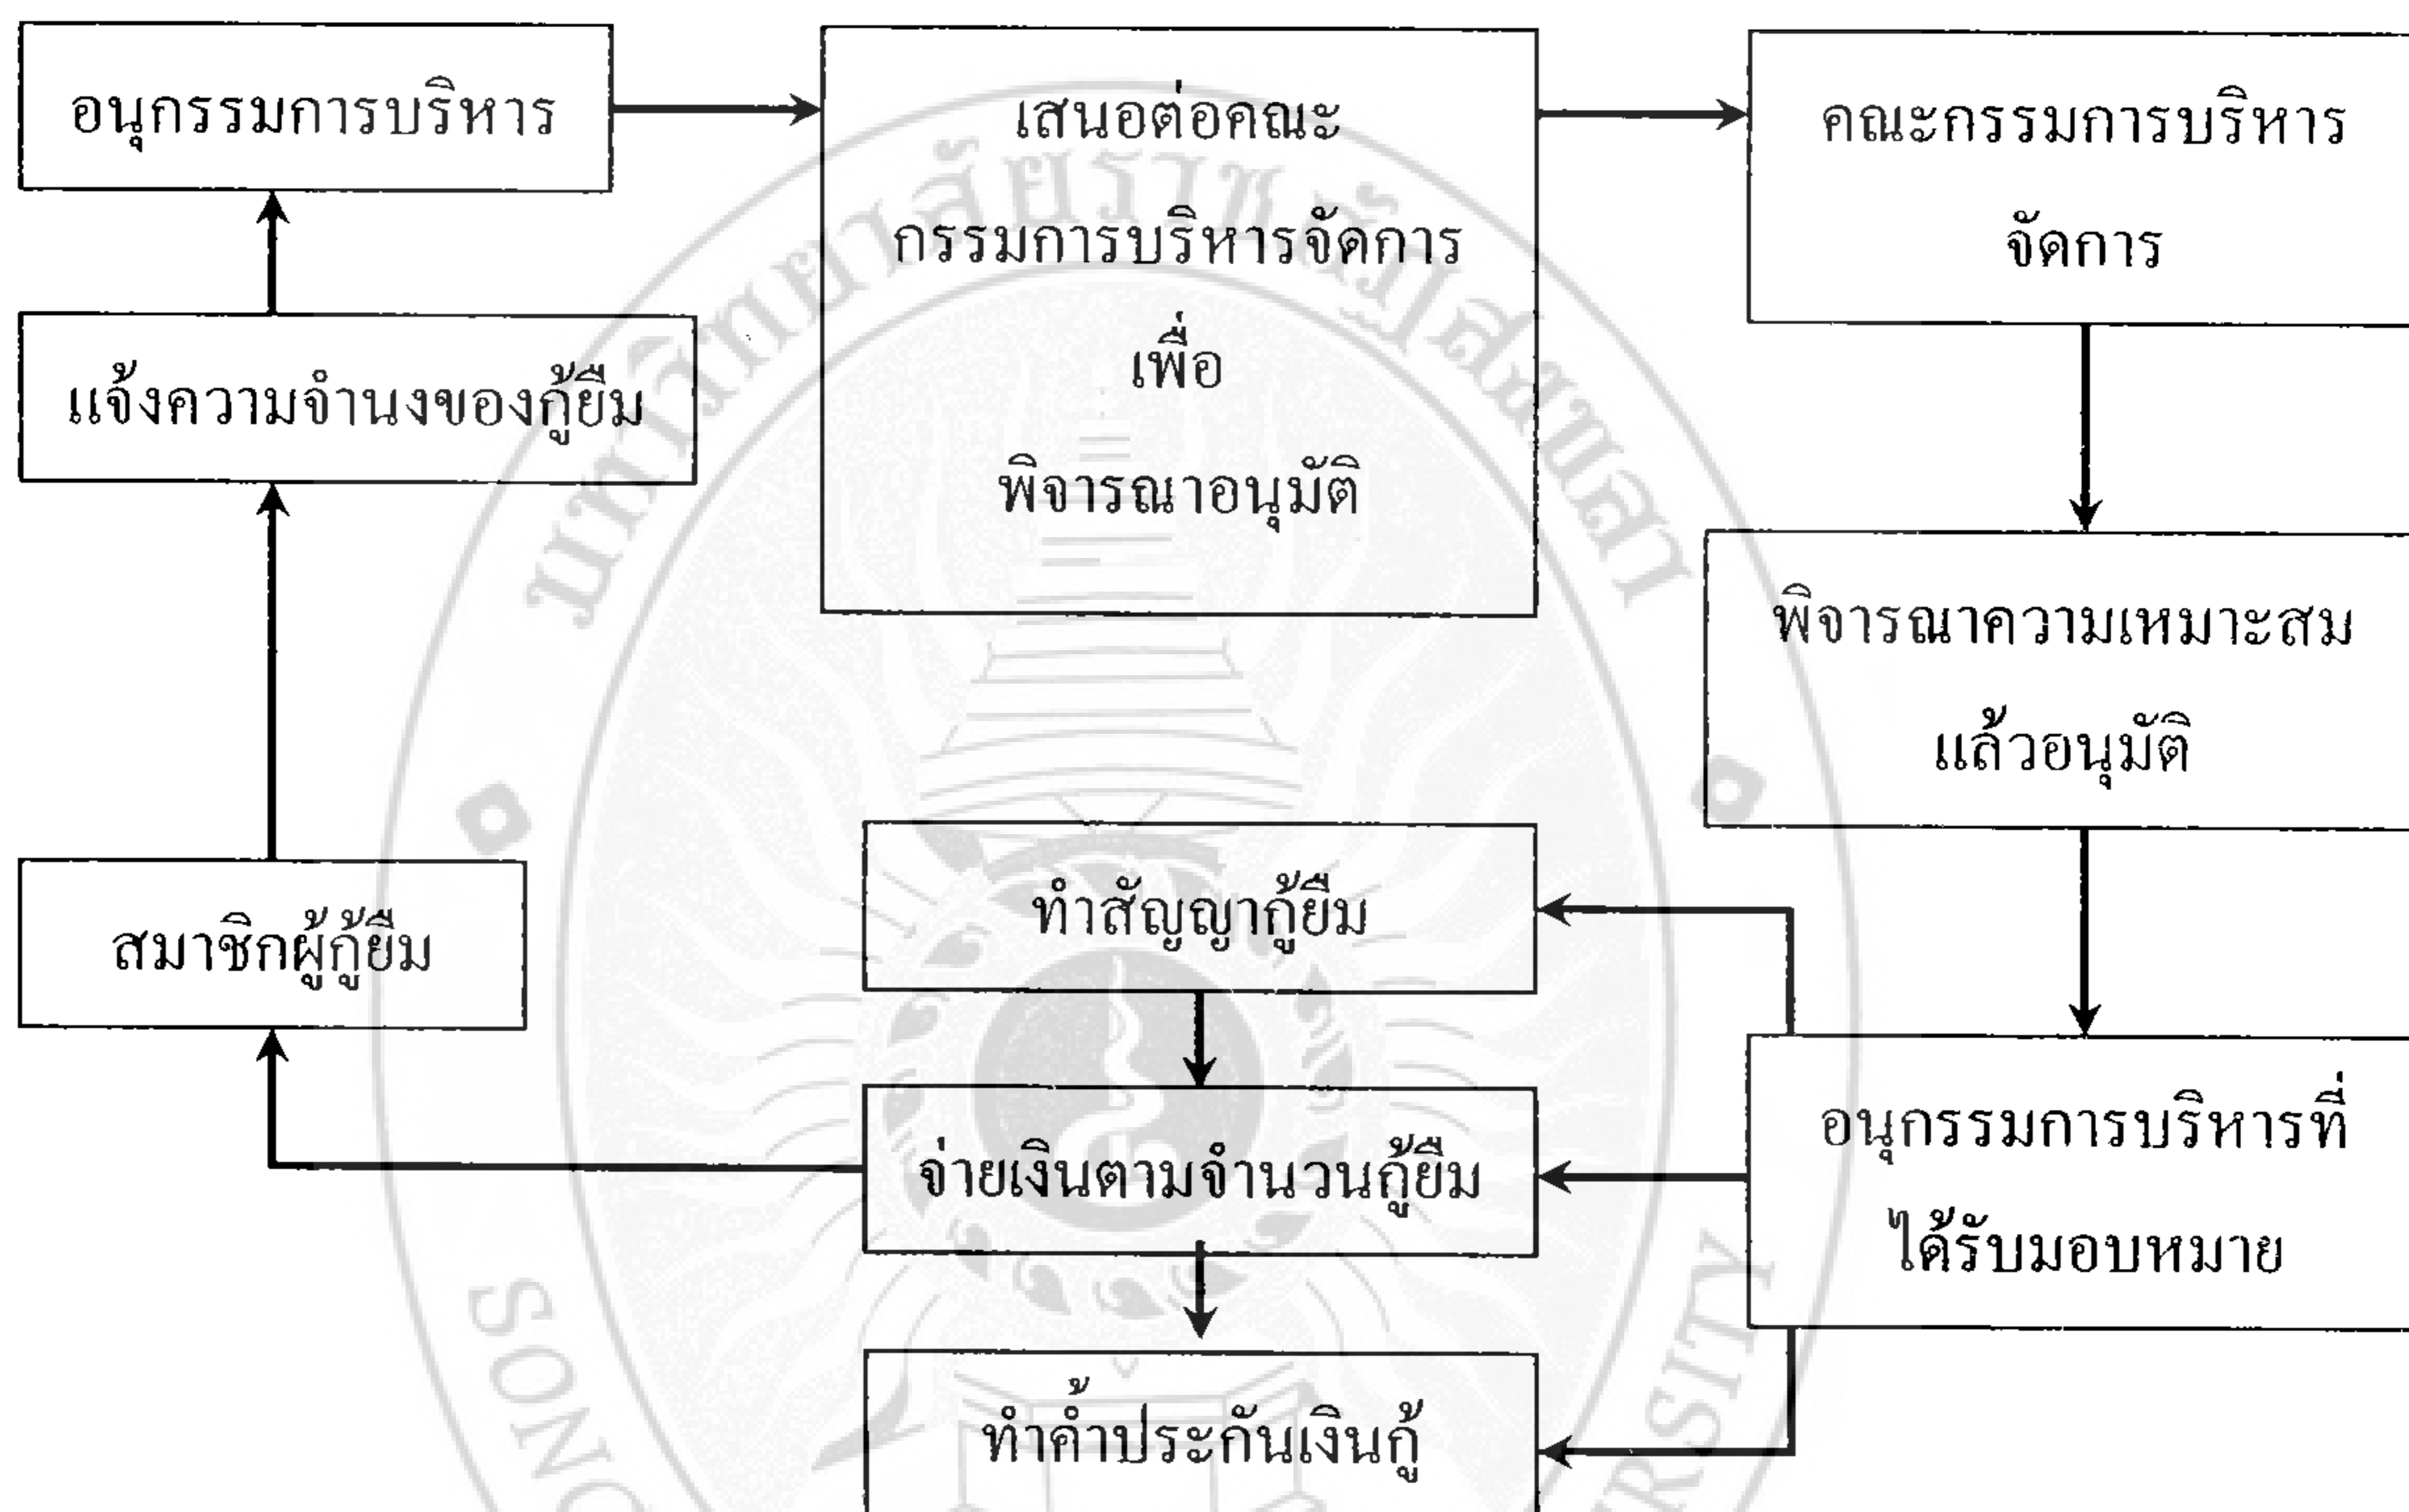 อนุกรรมการบริหาร
เสนอต่อคณะ
กรรมการบริหารจัดการ
เพื่อ
พิจารณาอนุมัติ
คณะกรรมการบริหาร
จัดการ
แจ้งความจำนงของกู้ยืม
พิจารณาความเหมาะสม
แล้วอนุมัติ
สมาชิกผู้กู้ยืม
ทำสัญญากู้ยืม
จ่ายเงินตามจำนวนกู้ยืม
อนุกรรมการบริหารที่
ได้รับมอบหมาย
ทำค้ำประกันเงินกู้